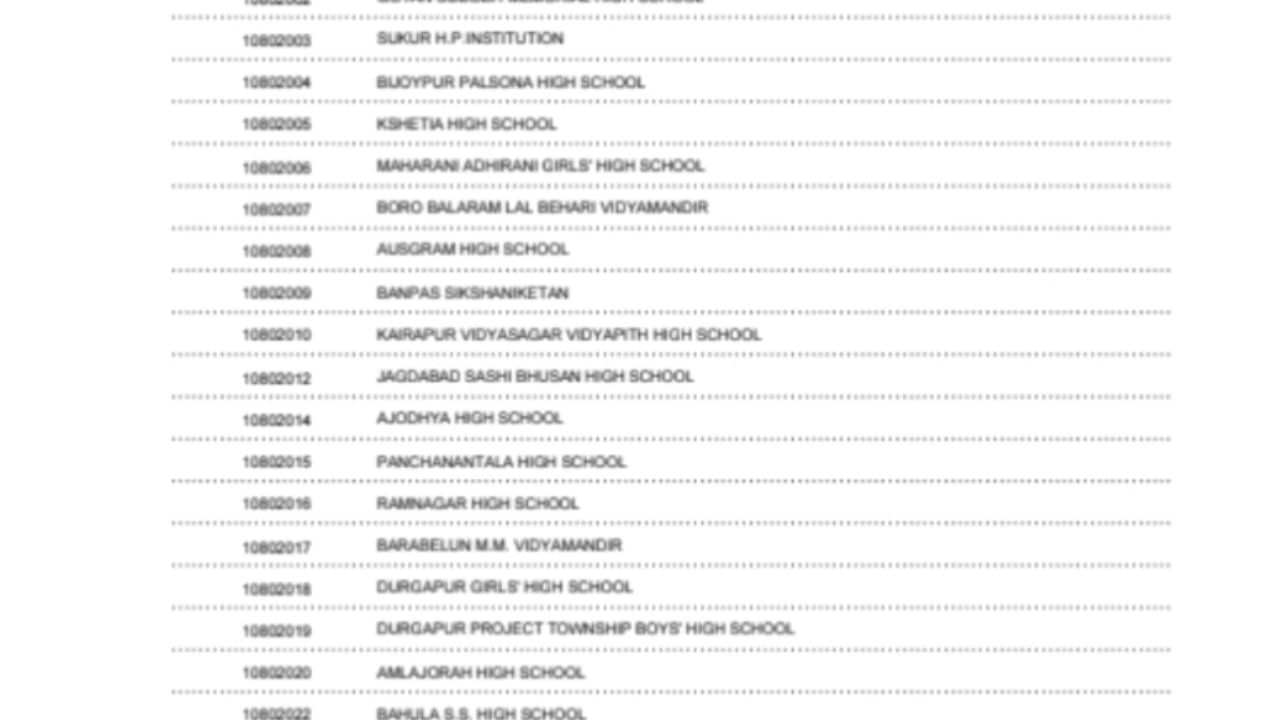 10802003 SUKUR H.P.INSTITUTION
10802004 BIJOYPUR PALSONA HIGH SCHOOL
10802005 KSHETIA HIGH SCHOOL
10802006 MAHARANI ADHIRANI GIRLS' HIGH SCHOOL
10802007 BORO BALARAM LAL BEHARI VIDYAMANDIR
10802008 AUSGRAM HIGH SCHOOL
10802009 BANPAS SIKSHANIKETAN
10802010 KAIRAPUR VIDYASAGAR VIDYAPITH HIGH SCHOOL
10802012 JAGDABAD SASHI BHUSAN HIGH SCHOOL
10802014 AJODHYA HIGH SCHOOL
10802015 PANCHANANTALA HIGH SCHOOL
10802016 RAMNAGAR HIGH SCHOOL
10802017 BARABELUN M.M. VIDYAMANDIR
10802018 DURGAPUR GIRLS' HIGH SCHOOL
10802019 DURGAPUR PROJECT TOWNSHIP BOYS' HIGH SCHOOL
10802020 AMLAJORAH HIGH SCHOOL
10802022 BAHULA S.S. HIGH SCHOOL